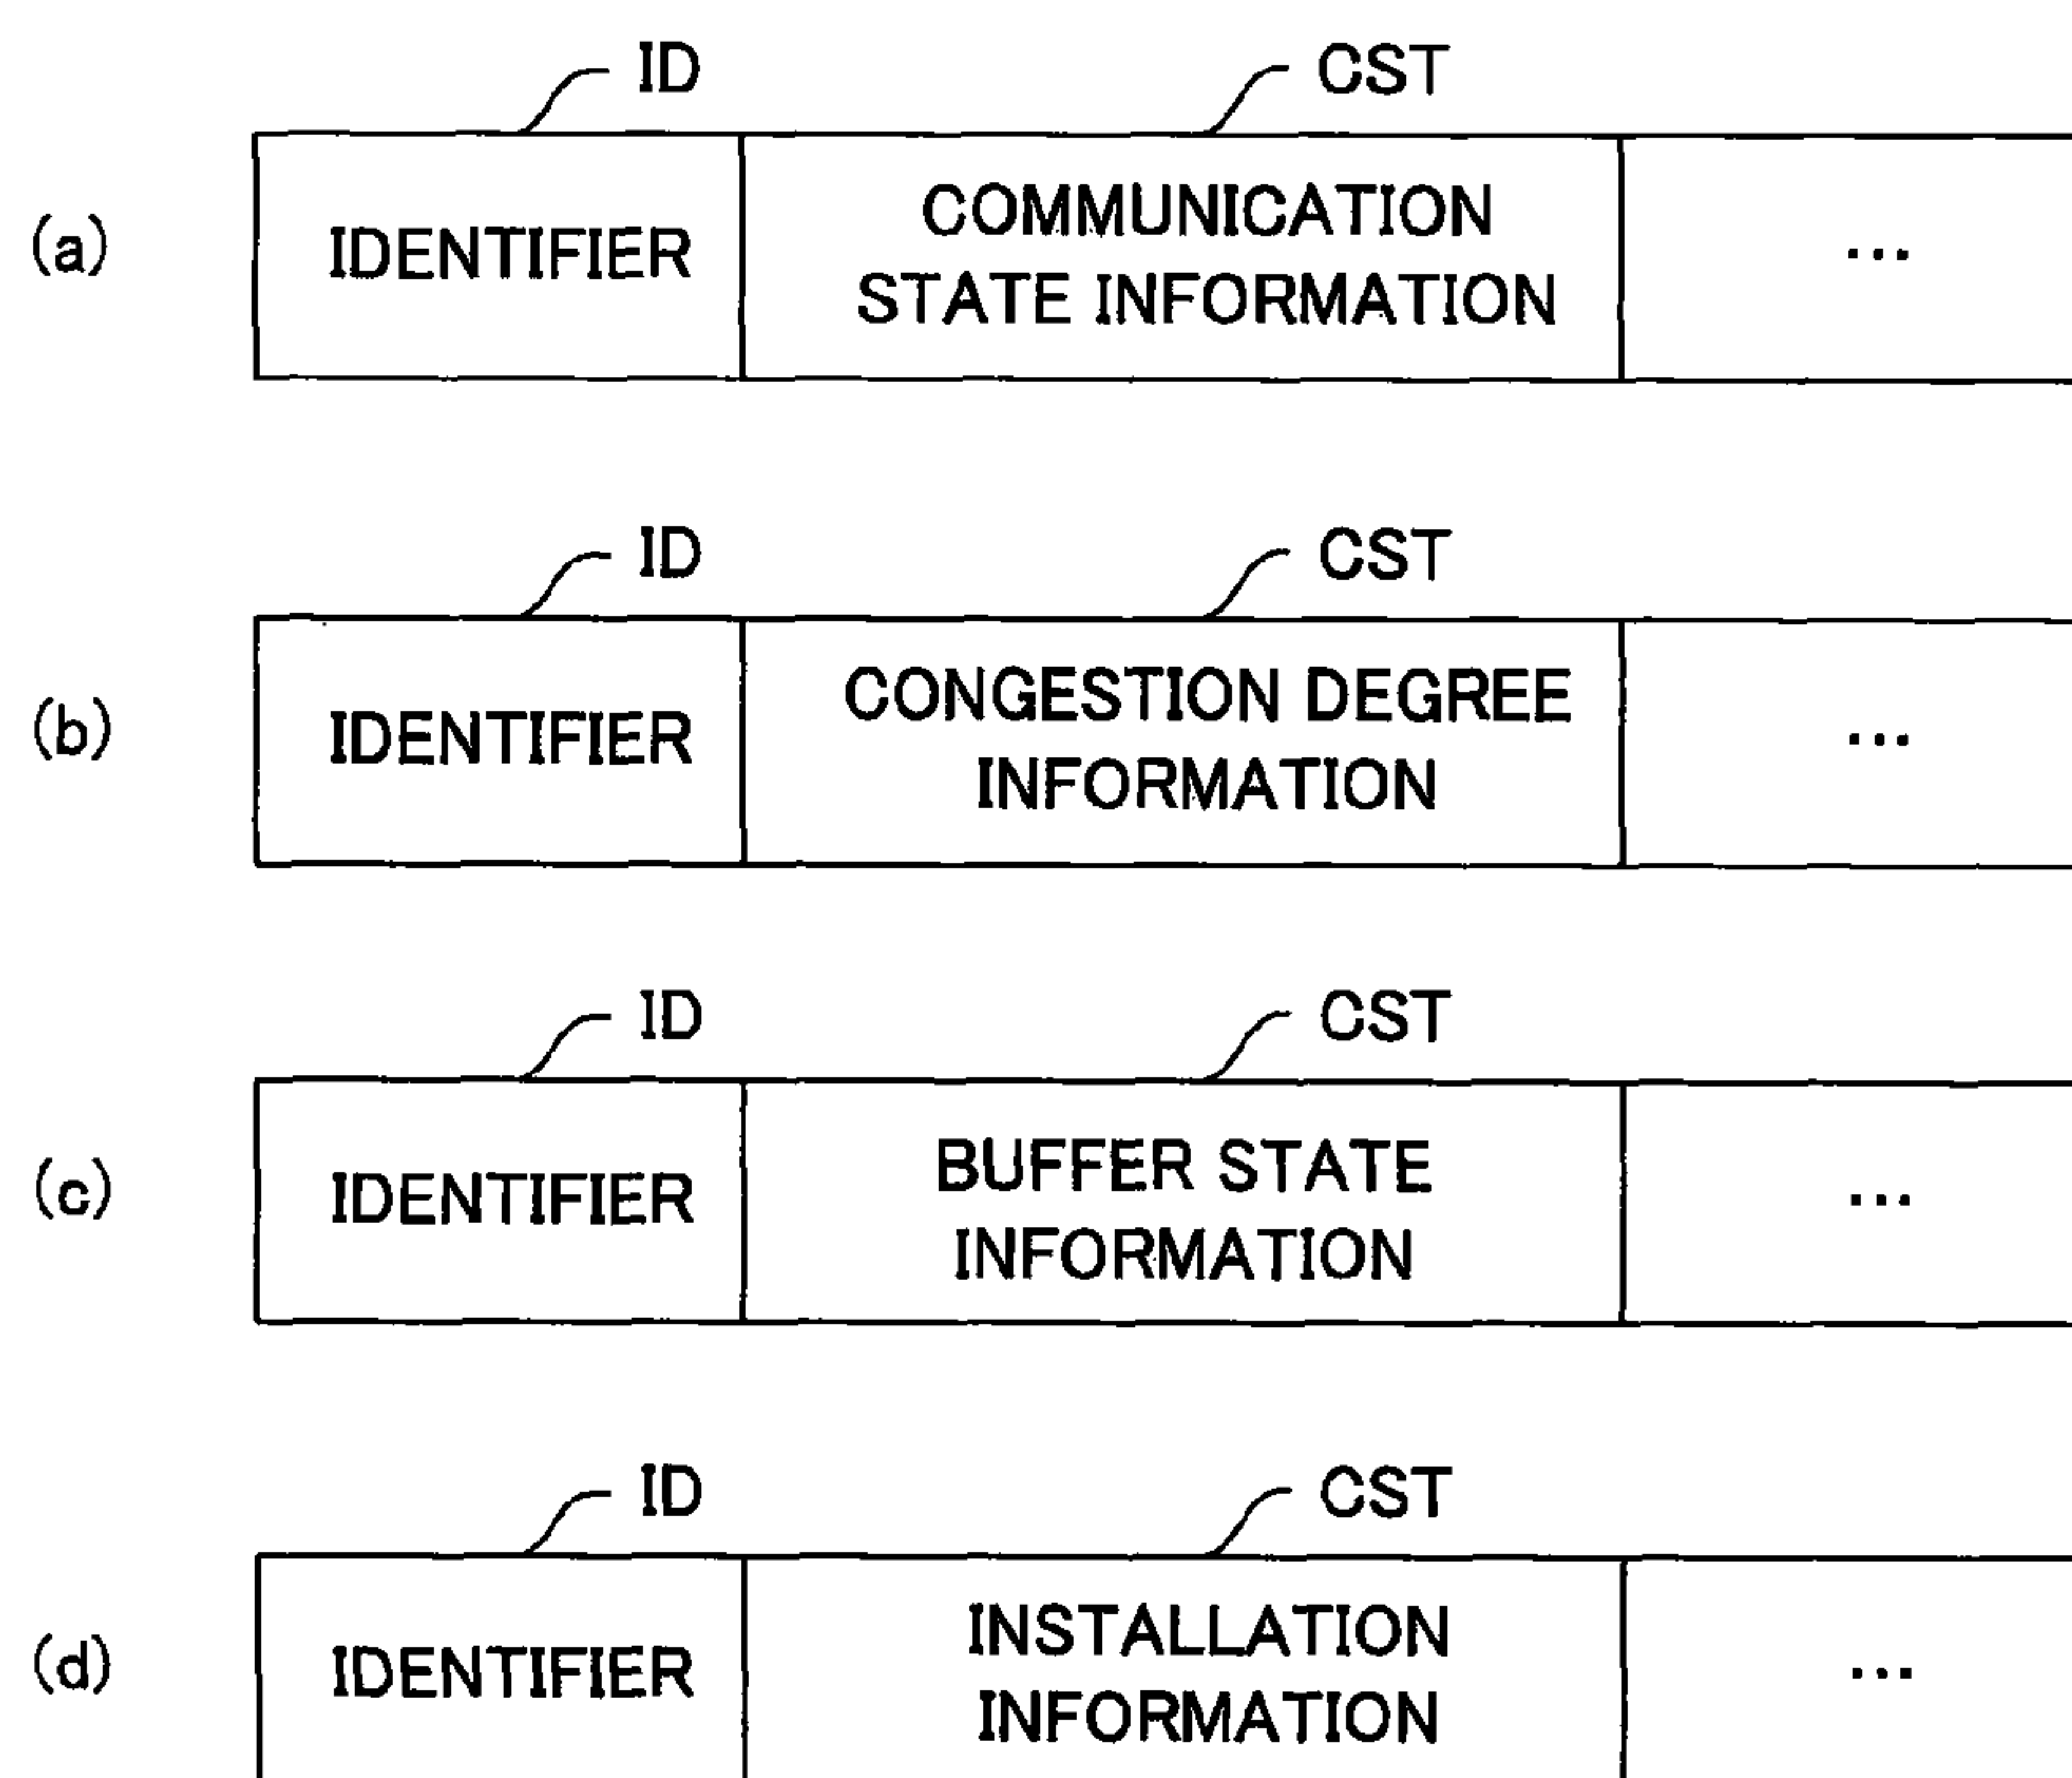 ID CST
(a) IDENTIFIER COMMUNICATION STATE INFORMATION ...
ID CST
(b) IDENTIFIER CONGESTION DEGREE INFORMATION ...
ID CST
(c) IDENTIFIER BUFFER STATE INFORMATION ...
ID CST
(d) IDENTIFIER INSTALLATION INFORMATION ...